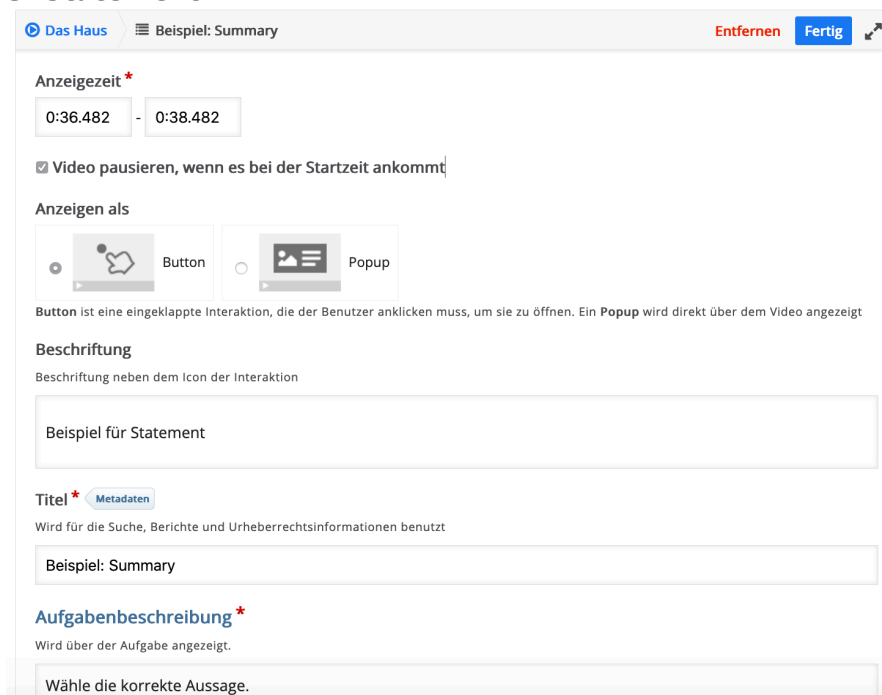 Das Haus Beispiel: Summary Entfernen Fertig
Anzeigezeit *
0:36.482 - 0:38.482
Video pausieren, wenn es bei der Startzeit ankommt
Anzeigen als
Button Popup
Button ist eine eingeklappte Interaktion, die der Benutzer anklicken muss, um sie zu öffnen. Ein Popup wird direkt über dem Video angezeigt
Beschriftung
Beschriftung neben dem Icon der Interaktion
Beispiel für Statement
Titel * Metadaten
Wird für die Suche, Berichte und Urheberrechtsinformationen benutzt
Beispiel: Summary
Aufgabenbeschreibung *
Wird über der Aufgabe angezeigt.
Wähle die korrekte Aussage.